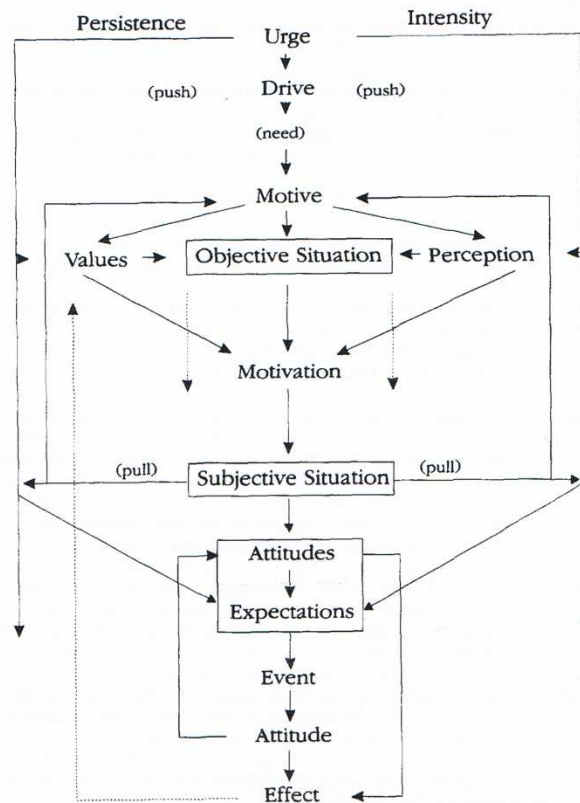 Persistence Intensity
Urge
(push) Drive (push)
(need)
Motive
Values Objective Situation Perception
Motivation
(pull) Subjective Situation (pull)
Attitudes
Expectations
Event
Attitude
Effect